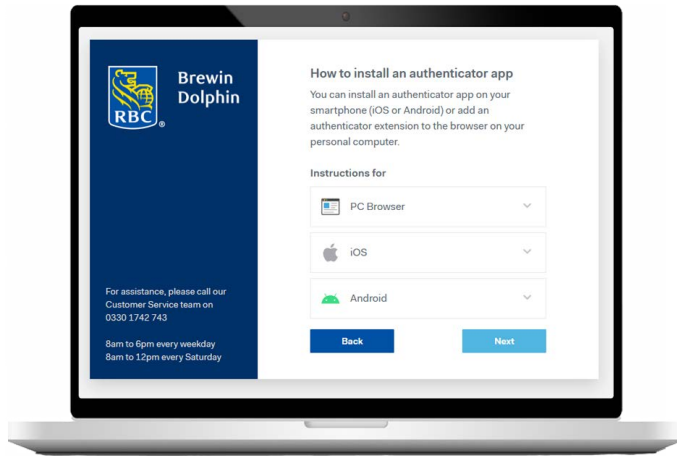 RBC
Brewin
Dolphin
For assistance, please call our
Customer Service team on
0330 1742 743
8am to 6pm every weekday
8am to 12pm every Saturday
How to install an authenticator app
You can install an authenticator app on your
smartphone (iOS or Android) or add an
authenticator extension to the browser on your
personal computer.
Instructions for
PC Browser
iOS
Android
Back
Next